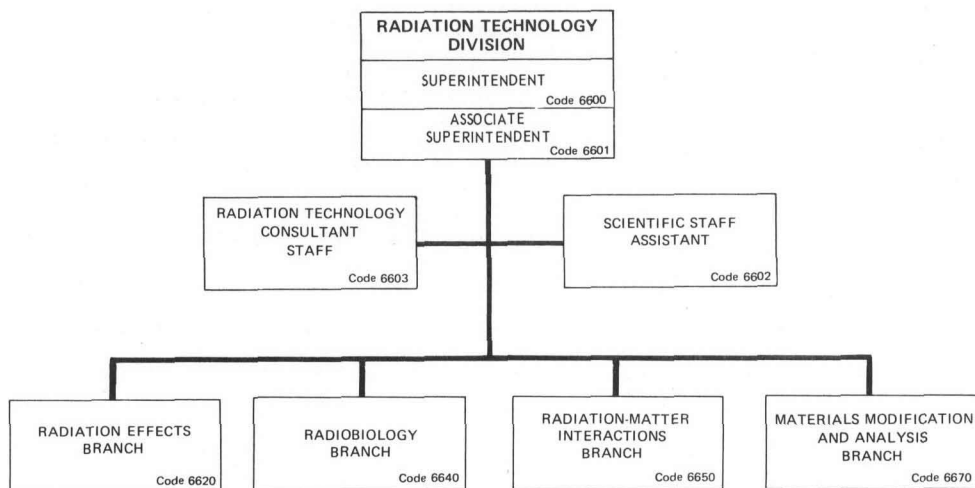 RADIATION TECHNOLOGY
DIVISION
SUPERINTENDENT
Code 6600
ASSOCIATE
SUPERINTENDENT
Code 6601
RADIATION TECHNOLOGY
CONSULTANT
STAFF
Code 6603
SCIENTIFIC STAFF
ASSISTANT
Code 6602
RADIATION EFFECTS
BRANCH
Code 6620
RADIOBIOLOGY
BRANCH
Code 6640
RADIATION-MATTER
INTERACTIONS
BRANCH
Code 6650
MATERIALS MODIFICATION
AND ANALYSIS
BRANCH
Code 6670